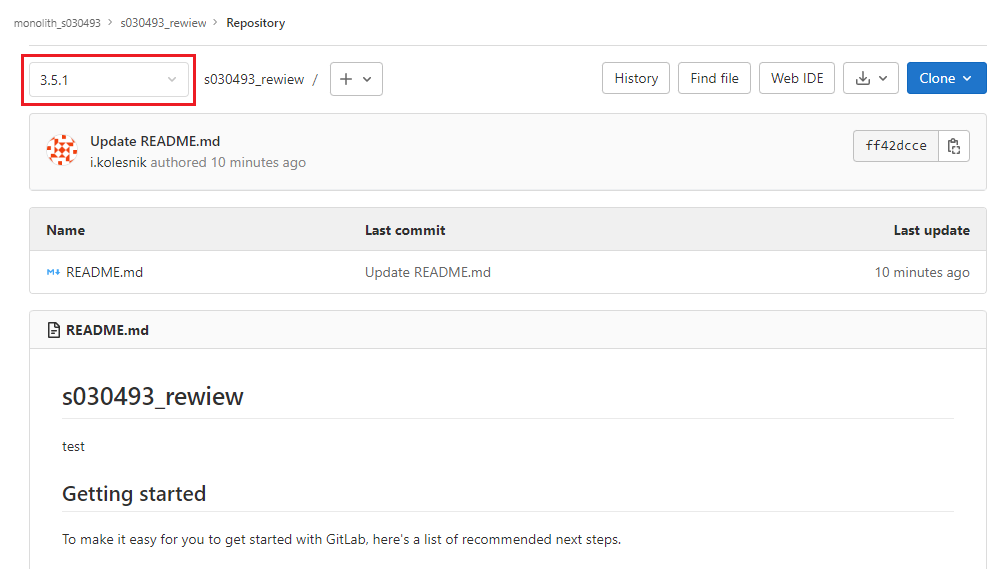 monolith_s030493 > s030493_rewiew > Repository
3.5.1 s030493_rewiew / + History Find file Web IDE Clone
Update README.md
i.kolesnik authored 10 minutes ago
ff42dcce
Name Last commit Last update
README.md Update README.md 10 minutes ago
README.md
s030493_rewiew
test
Getting started
To make it easy for you to get started with GitLab, here's a list of recommended next steps.